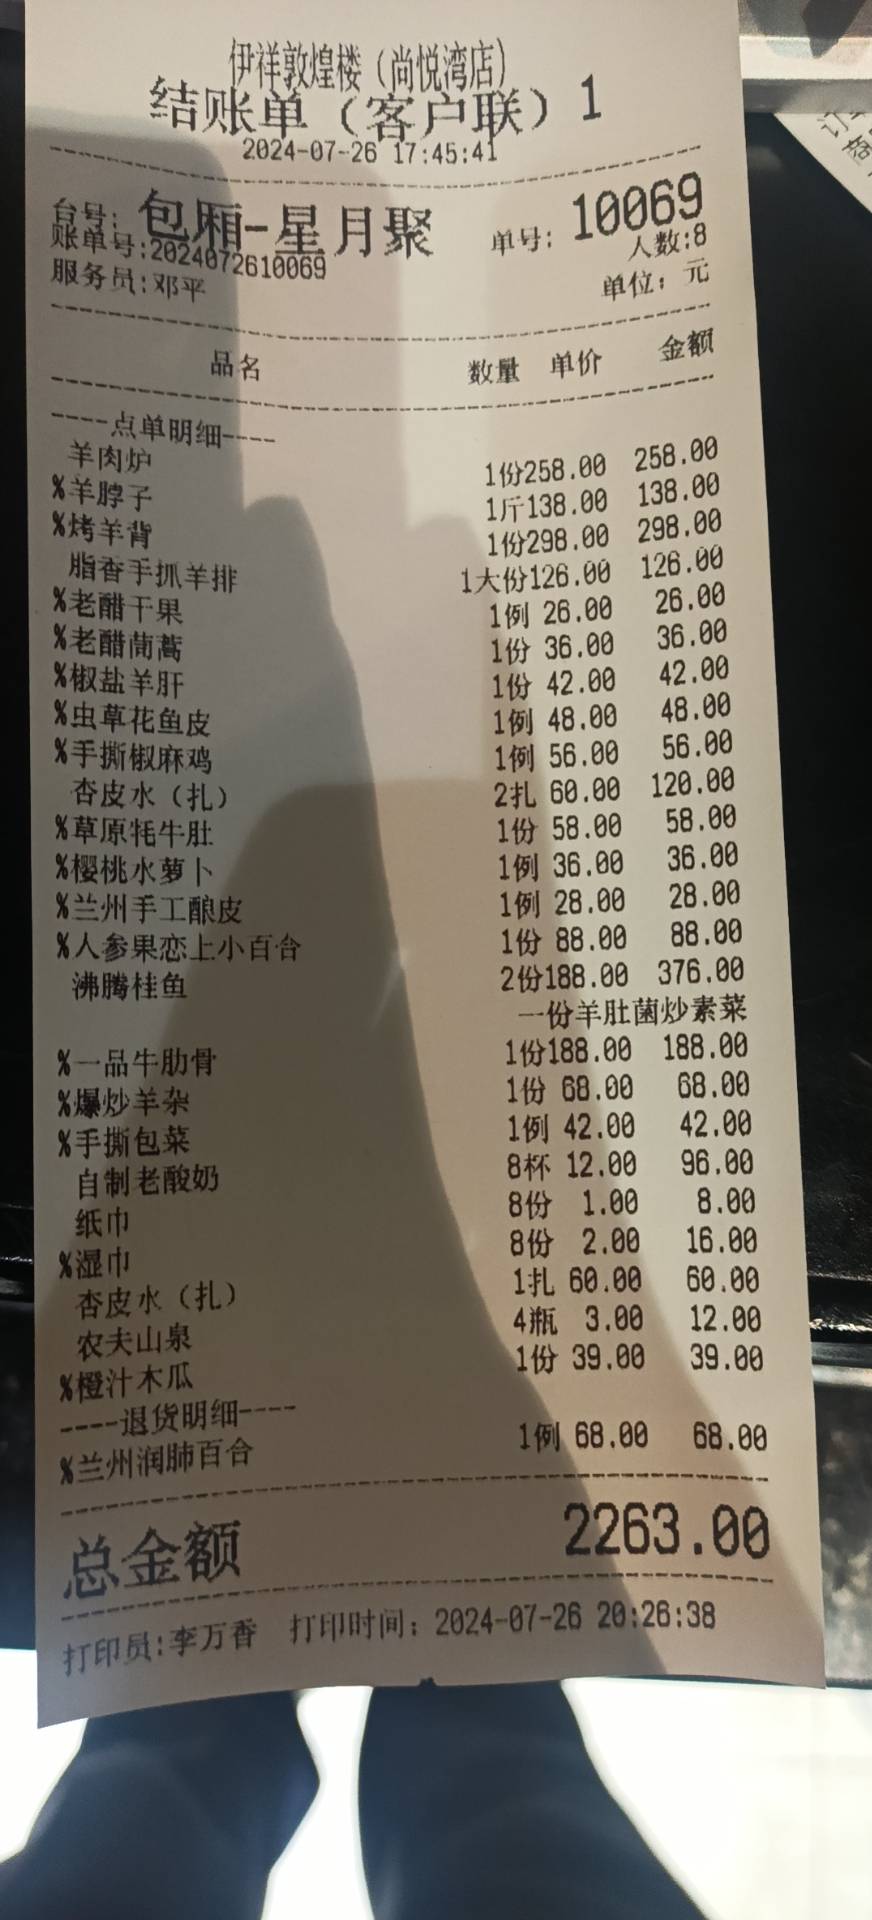 伊祥敦煌楼（尚悦湾店）
结账单（客户联）1
2024-07-26 17:45:41
台号: 包厢-星月聚 单号: 10069
账单号:2024072610069 人数:8
服务员:邓平 单位: 元
品名 数量 单价 金额
----点单明细----
羊肉炉 1份258.00 258.00
%羊脖子 1斤138.00 138.00
%烤羊背 1份298.00 298.00
脂香手抓羊排 1大份126.00 126.00
%老醋干果 1例 26.00 26.00
%老醋茼蒿 1份 36.00 36.00
%椒盐羊肝 1份 42.00 42.00
%虫草花鱼皮 1例 48.00 48.00
%手撕椒麻鸡 1例 56.00 56.00
杏皮水（扎） 2扎 60.00 120.00
%草原牦牛肚 1份 58.00 58.00
%樱桃水萝卜 1例 36.00 36.00
%兰州手工酿皮 1例 28.00 28.00
%人参果恋上小百合 1份 88.00 88.00
沸腾桂鱼 2份188.00 376.00
一份羊肚菌炒素菜
%一品牛肋骨 1份188.00 188.00
%爆炒羊杂 1份 68.00 68.00
%手撕包菜 1例 42.00 42.00
自制老酸奶 8杯 12.00 96.00
纸巾 8份 1.00 8.00
%湿巾 8份 2.00 16.00
杏皮水（扎） 1扎 60.00 60.00
农夫山泉 4瓶 3.00 12.00
%橙汁木瓜 1份 39.00 39.00
----退货明细----
%兰州润肺百合 1例 68.00 68.00
总金额 2263.00
打印员:李万香 打印时间: 2024-07-26 20:26:38